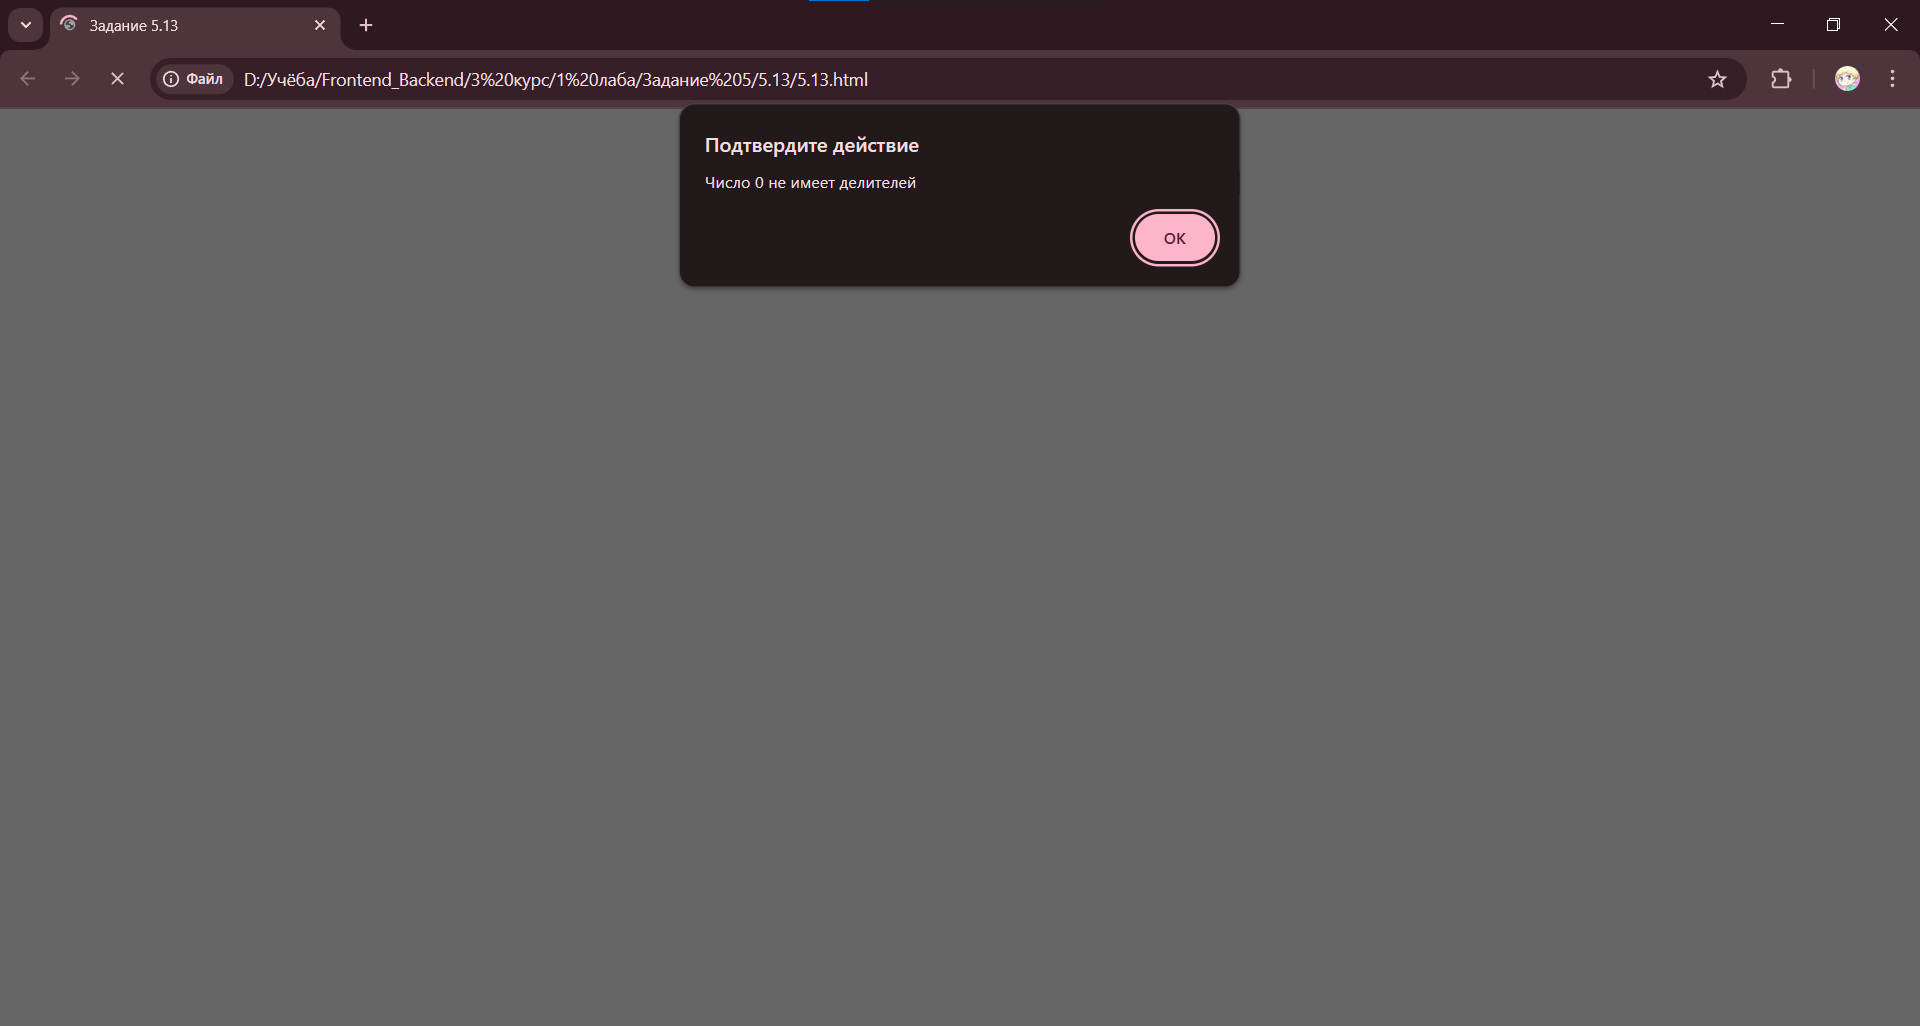 Задание 5.13
Файл D:/Учёба/Frontend_Backend/3%20курс/1%20лаба/Задание%205/5.13/5.13.html
Подтвердите действие
Число 0 не имеет делителей
ОК